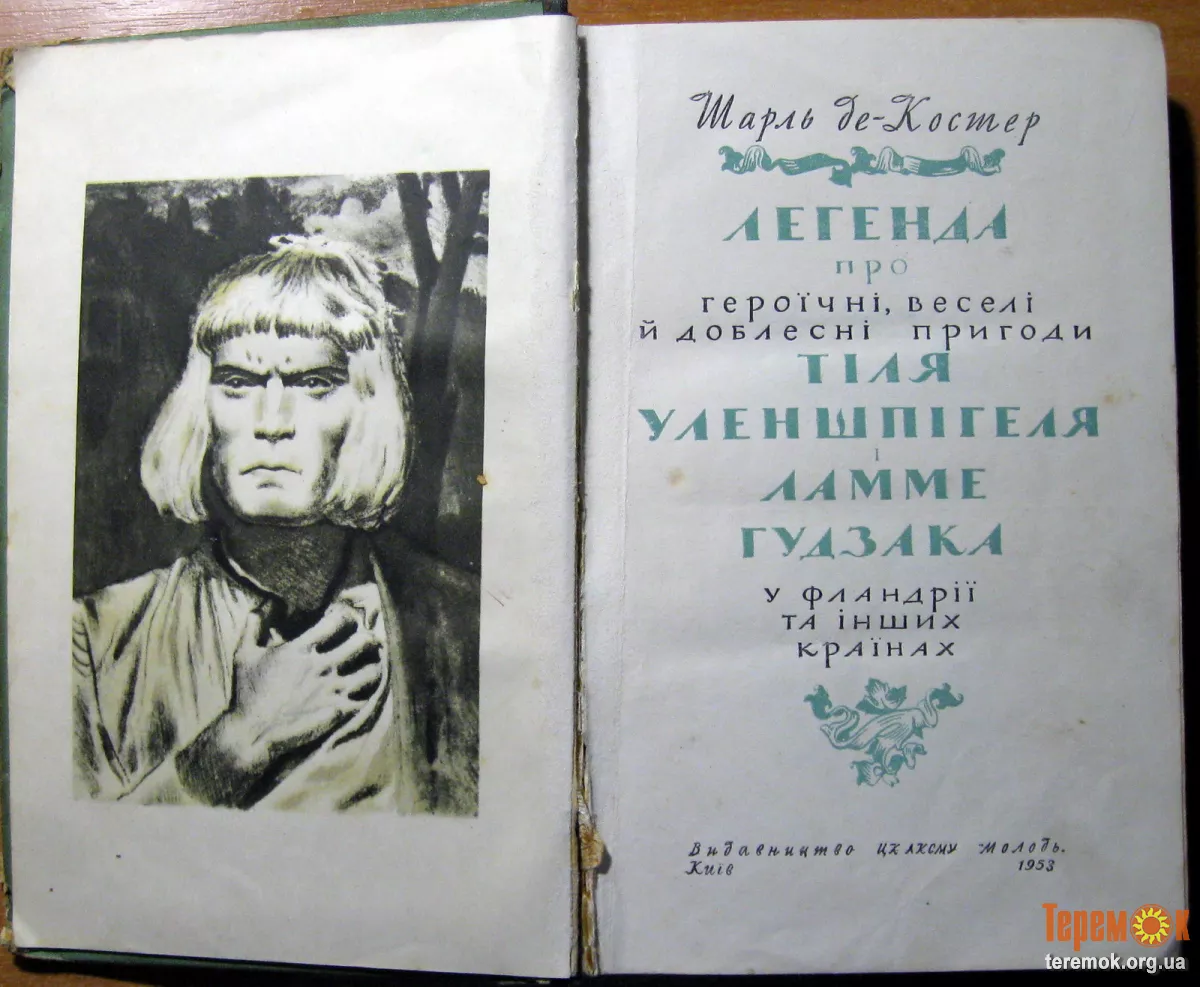 Шарль де-Костер
ЛЕГЕНДА
про
героїчні, веселі
й доблесні пригоди
ТІЛЯ
УЛЕНШПІГЕЛЯ
і
ЛАММЕ
ГУДЗАКА
у Фландрії
та інших
країнах
Видавництво ЦК ЛКСМУ Молодь.
Київ 1953
Теремок
teremok.org.ua